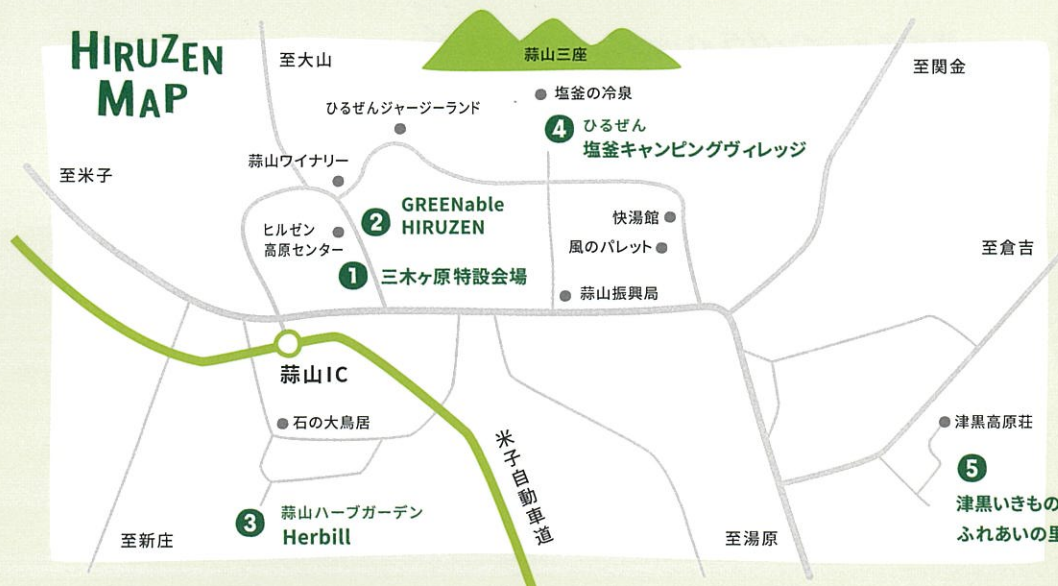 HIRUZEN
MAP
至大山
蒜山三座
至関金
塩釜の冷泉
ひるぜんジャージーランド
4 ひるぜん
塩釜キャンピングヴィレッジ
至米子
蒜山ワイナリー
2 GREENable
HIRUZEN
ヒルゼン
高原センター
快湯館
風のパレット
至倉吉
1 三木ヶ原特設会場
蒜山振興局
蒜山IC
石の大鳥居
米子自動車道
津黒高原荘
5
津黒いきもの
ふれあいの里
3 蒜山ハーブガーデン
Herbill
至新庄
至湯原